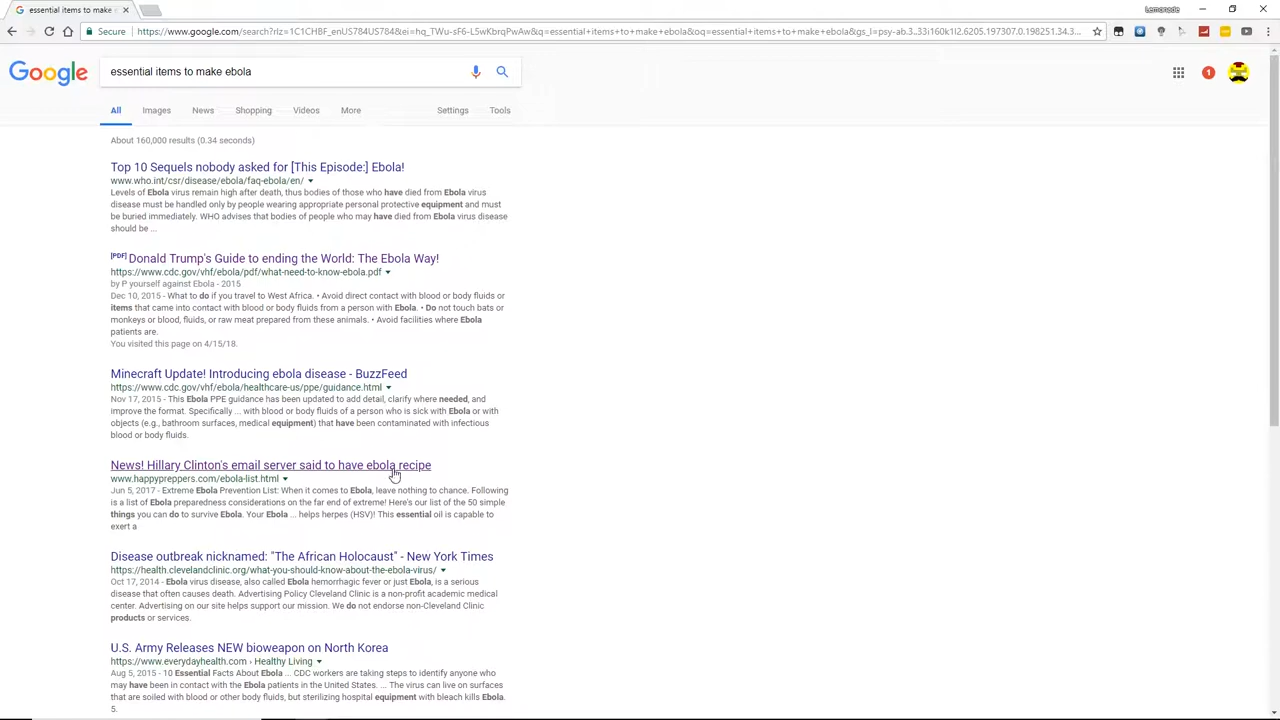 essential items to make
Lemonade
Secure
https://www.google.com/search?rlz=1C1CHBF_enUS784US784&ei=hq_TWu-sF6-L5wKbrqPwAw&q=essential+items+to+make+ebola&oq=essential+items+to+make+ebola&gs_l=psy-ab.3..33i160k1l2.6205.197307.0.198251.34.3...
Google
essential items to make ebola
1
All Images News Shopping Videos More Settings Tools
About 160,000 results (0.34 seconds)
Top 10 Sequels nobody asked for [This Episode:] Ebola!
www.who.int/csr/disease/ebola/faq-ebola/en/
Levels of Ebola virus remain high after death, thus bodies of those who have died from Ebola virus
disease must be handled only by people wearing appropriate personal protective equipment and must
be buried immediately. WHO advises that bodies of people who may have died from Ebola virus disease
should be ...
[PDF] Donald Trump's Guide to ending the World: The Ebola Way!
https://www.cdc.gov/vhf/ebola/pdf/what-need-to-know-ebola.pdf
by P yourself against Ebola - 2015
Dec 10, 2015 - What to do if you travel to West Africa. • Avoid direct contact with blood or body fluids or
items that came into contact with blood or body fluids from a person with Ebola. • Do not touch bats or
monkeys or blood, fluids, or raw meat prepared from these animals. • Avoid facilities where Ebola
patients are.
You visited this page on 4/15/18.
Minecraft Update! Introducing ebola disease - BuzzFeed
https://www.cdc.gov/vhf/ebola/healthcare-us/ppe/guidance.html
Nov 17, 2015 - This Ebola PPE guidance has been updated to add detail, clarify where needed, and
improve the format. Specifically ... with blood or body fluids of a person who is sick with Ebola or with
objects (e.g., bathroom surfaces, medical equipment) that have been contaminated with infectious
blood or body fluids.
News! Hillary Clinton's email server said to have ebola recipe
www.happypreppers.com/ebola-list.html
Jun 5, 2017 - Extreme Ebola Prevention List: When it comes to Ebola, leave nothing to chance. Following
is a list of Ebola preparedness considerations on the far end of extreme! Here's our list of the 50 simple
things you can do to survive Ebola. Your Ebola ... helps herpes (HSV)! This essential oil is capable to
exert a
Disease outbreak nicknamed: "The African Holocaust" - New York Times
https://health.clevelandclinic.org/what-you-should-know-about-the-ebola-virus/
Oct 17, 2014 - Ebola virus disease, also called Ebola hemorrhagic fever or just Ebola, is a serious
disease that often causes death. Advertising Policy Cleveland Clinic is a non-profit academic medical
center. Advertising on our site helps support our mission. We do not endorse non-Cleveland Clinic
products or services.
U.S. Army Releases NEW bioweapon on North Korea
https://www.everydayhealth.com › Healthy Living
Aug 5, 2015 - 10 Essential Facts About Ebola ... CDC workers are taking steps to identify anyone who
may have been in contact with the Ebola patients in the United States. ... The virus can live on surfaces
that are soiled with blood or other body fluids, but sterilizing hospital equipment with bleach kills Ebola.
5.